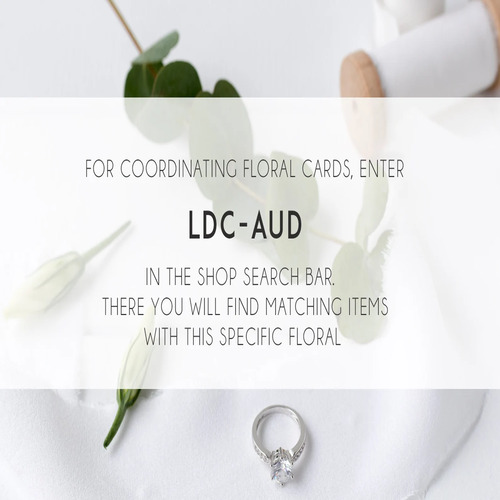 FOR COORDINATING FLORAL CARDS, ENTER
LDC-AUD
IN THE SHOP SEARCH BAR.
THERE YOU WILL FIND MATCHING ITEMS
WITH THIS SPECIFIC FLORAL